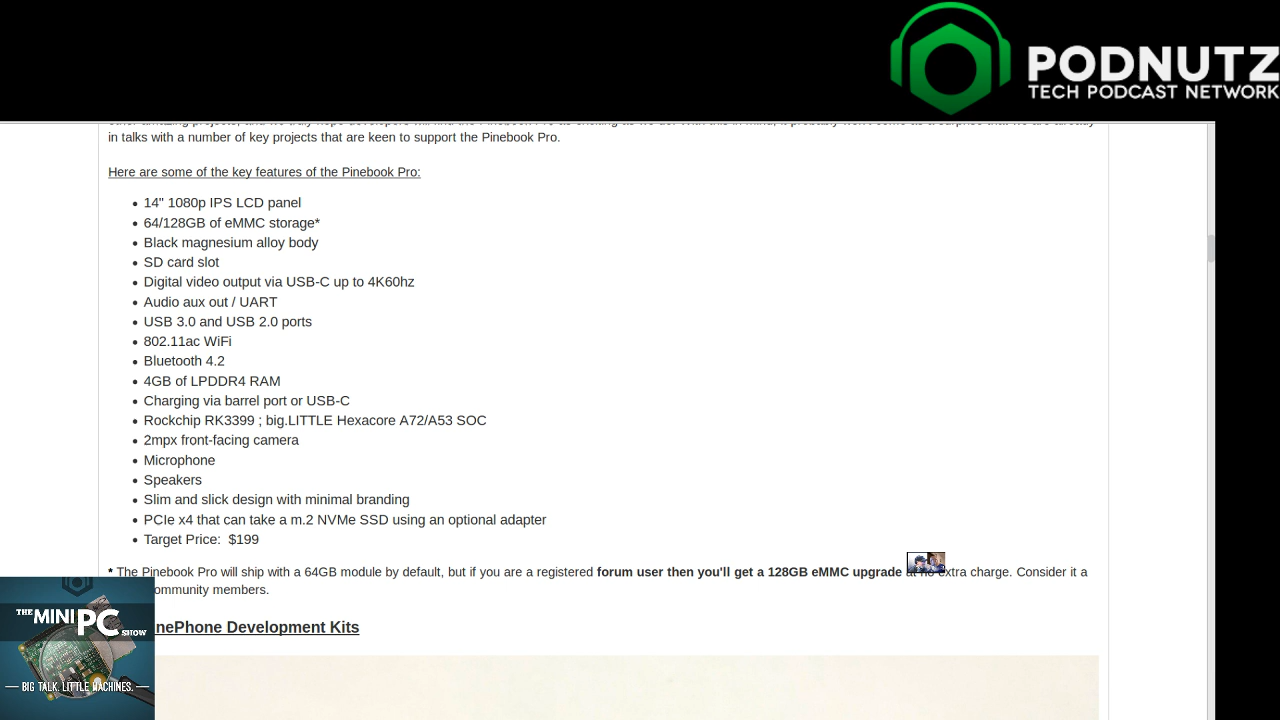 PODNUTZ
TECH PODCAST NETWORK
in talks with a number of key projects that are keen to support the Pinebook Pro.
Here are some of the key features of the Pinebook Pro:
14" 1080p IPS LCD panel
64/128GB of eMMC storage*
Black magnesium alloy body
SD card slot
Digital video output via USB-C up to 4K60hz
Audio aux out / UART
USB 3.0 and USB 2.0 ports
802.11ac WiFi
Bluetooth 4.2
4GB of LPDDR4 RAM
Charging via barrel port or USB-C
Rockchip RK3399 ; big.LITTLE Hexacore A72/A53 SOC
2mpx front-facing camera
Microphone
Speakers
Slim and slick design with minimal branding
PCIe x4 that can take a m.2 NVMe SSD using an optional adapter
Target Price:  $199
* The Pinebook Pro will ship with a 64GB module by default, but if you are a registered forum user then you'll get a 128GB eMMC upgrade at no extra charge. Consider it a
ommunity members.
nePhone Development Kits
THE MINI PC SHOW
BIG TALK. LITTLE MACHINES.